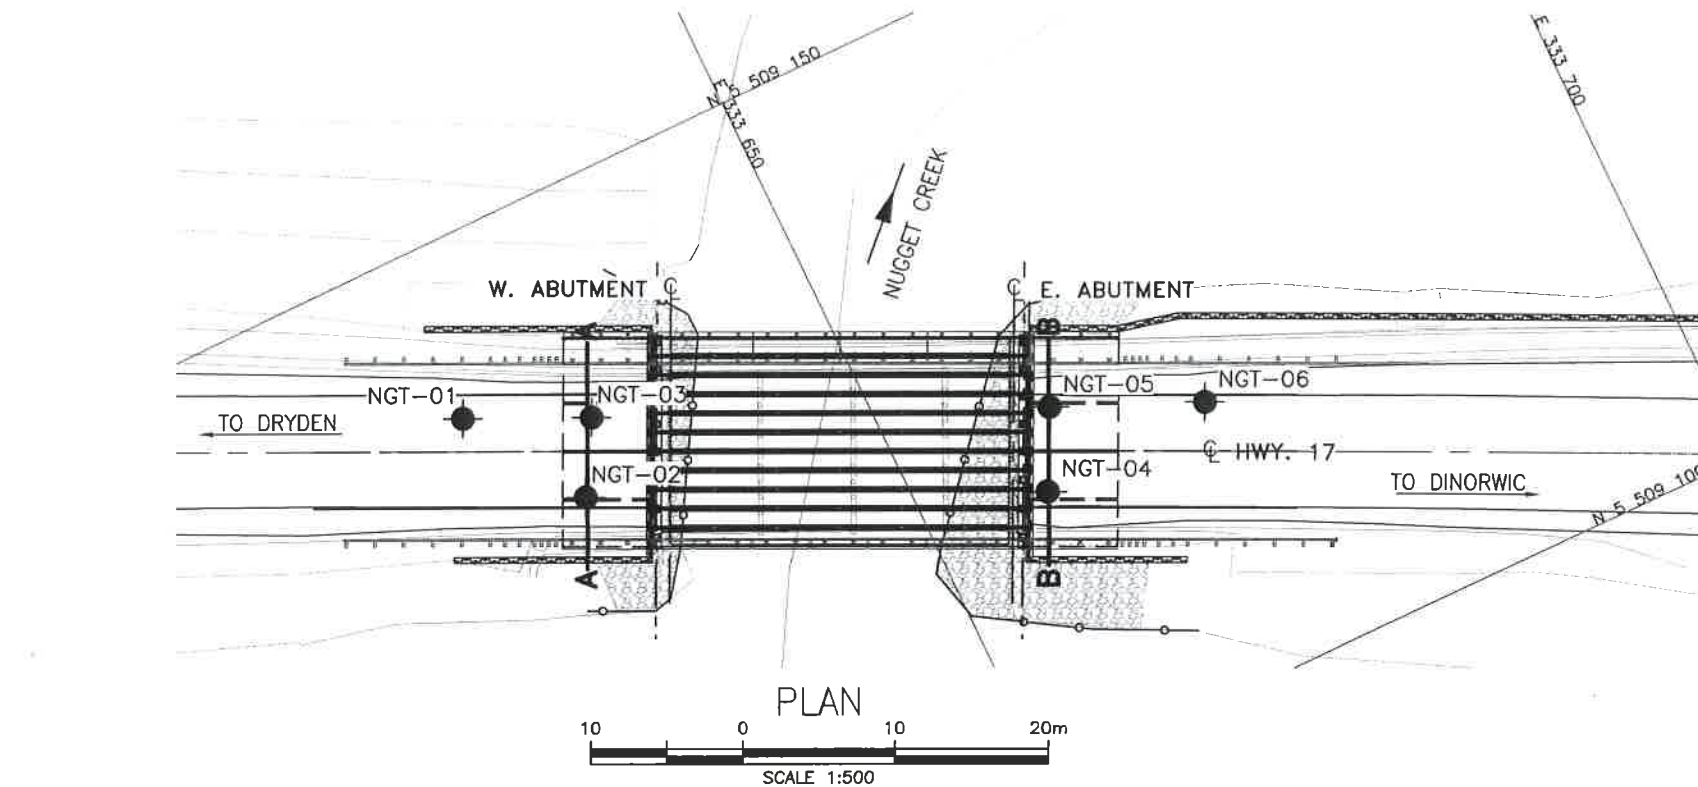 N 5 509 150
E 333 650
E 333 700
NUGGET CREEK
W. ABUTMENT
℄
℄
E. ABUTMENT
A
B
NGT-01
NGT-03
NGT-05
NGT-06
TO DRYDEN
℄ HWY. 17
NGT-02
NGT-04
TO DINORWIC
N 5 509 100
A
B
PLAN
10 0 10 20m
SCALE 1:500